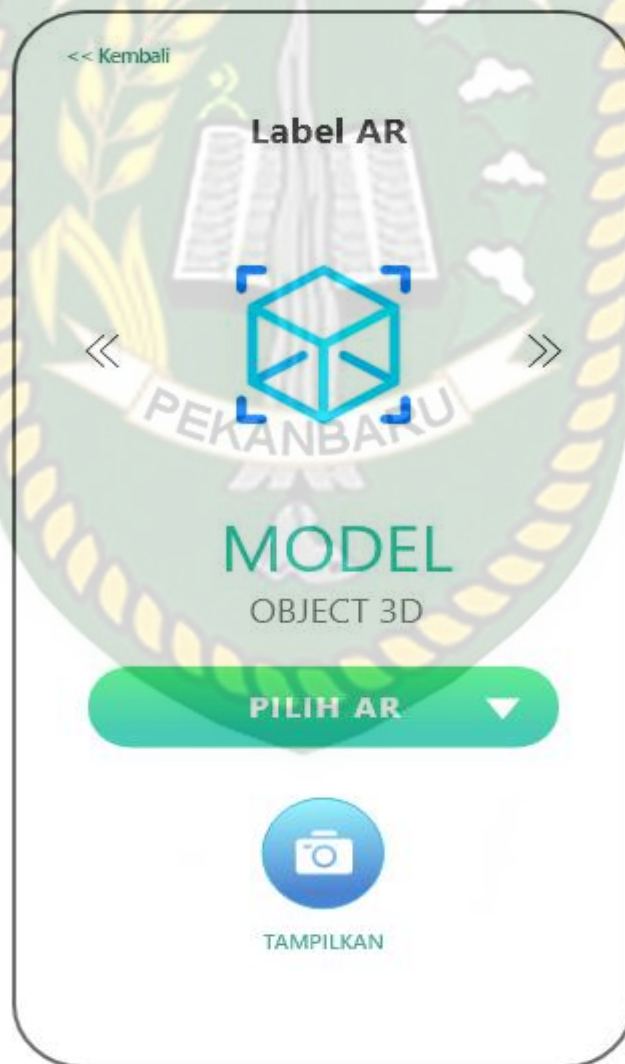 << Kembali
Label AR
PEKANBARU
MODEL
OBJECT 3D
PILIH AR
TAMPILKAN